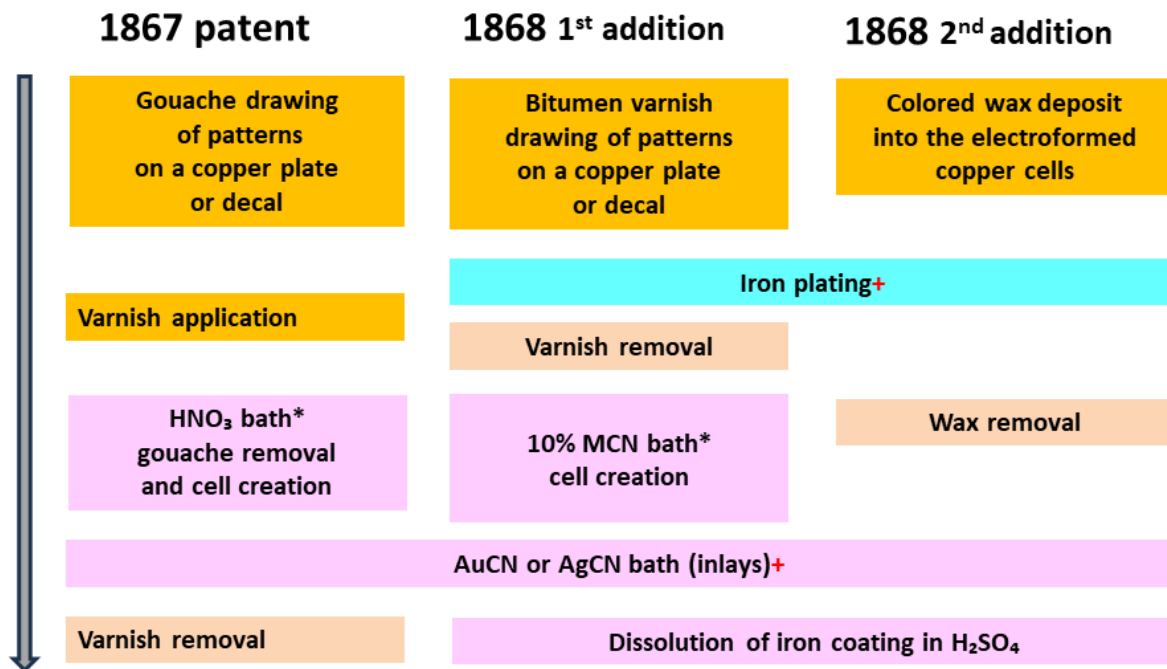 1867 patent
1868 1st addition
1868 2nd addition
Gouache drawing
of patterns
on a copper plate
or decal
Bitumen varnish
drawing of patterns
on a copper plate
or decal
Colored wax deposit
into the electroformed
copper cells
Iron plating+
Varnish application
Varnish removal
HNO₃ bath*
gouache removal
and cell creation
10% MCN bath*
cell creation
Wax removal
AuCN or AgCN bath (inlays)+
Varnish removal
Dissolution of iron coating in H₂SO₄